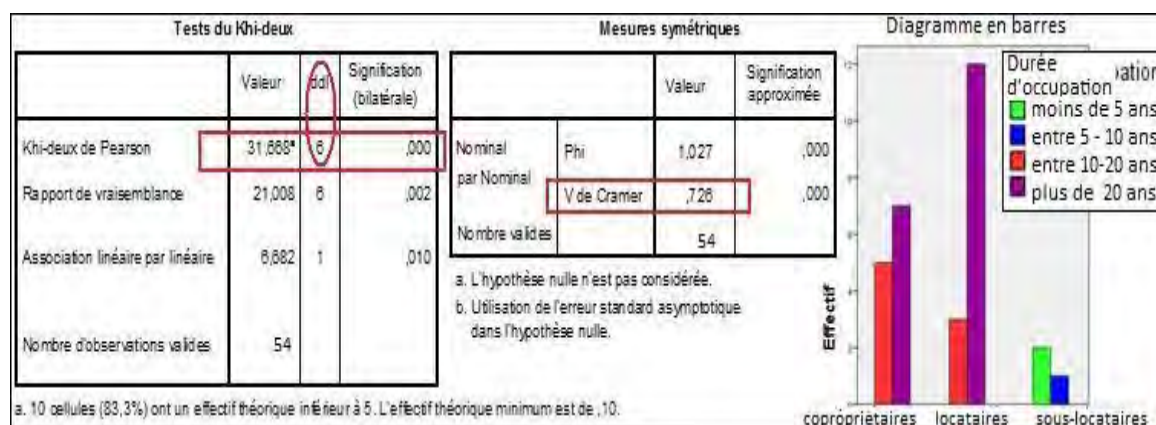 Tests du Khi-deux
Valeur ddl Signification (bilatérale)
Khi-deux de Pearson 31,668ª 6 ,000
Rapport de vraisemblance 21,008 6 ,002
Association linéaire par linéaire 6,682 1 ,010
Nombre d'observations valides 54
a. 10 cellules (83,3%) ont un effectif théorique inférieur à 5. L'effectif théorique minimum est de ,10.
Mesures symétriques
Valeur Signification approximée
Nominal par Nominal Phi 1,027 ,000
V de Cramer ,726 ,000
Nombre valides 54
a. L'hypothèse nulle n'est pas considérée.
b. Utilisation de l'erreur standard asymptotique
dans l'hypothèse nulle.
Diagramme en barres
Durée
d'occupation
moins de 5 ans
entre 5 - 10 ans
entre 10-20 ans
plus de 20 ans
Effectif
copropriétaires locataires sous-locataires